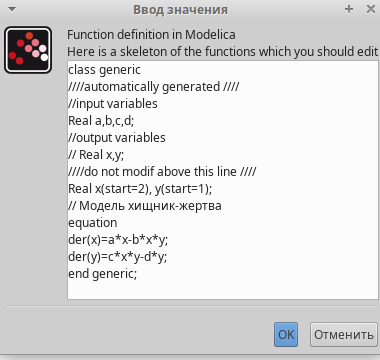 Ввод значения
Function definition in Modelica
Here is a skeleton of the functions which you should edit
class generic
////automatically generated ////
//input variables
Real a,b,c,d;
//output variables
// Real x,y;
////do not modif above this line ////
Real x(start=2), y(start=1);
// Модель хищник-жертва
equation
der(x)=a*x-b*x*y;
der(y)=c*x*y-d*y;
end generic;
OK
Отменить